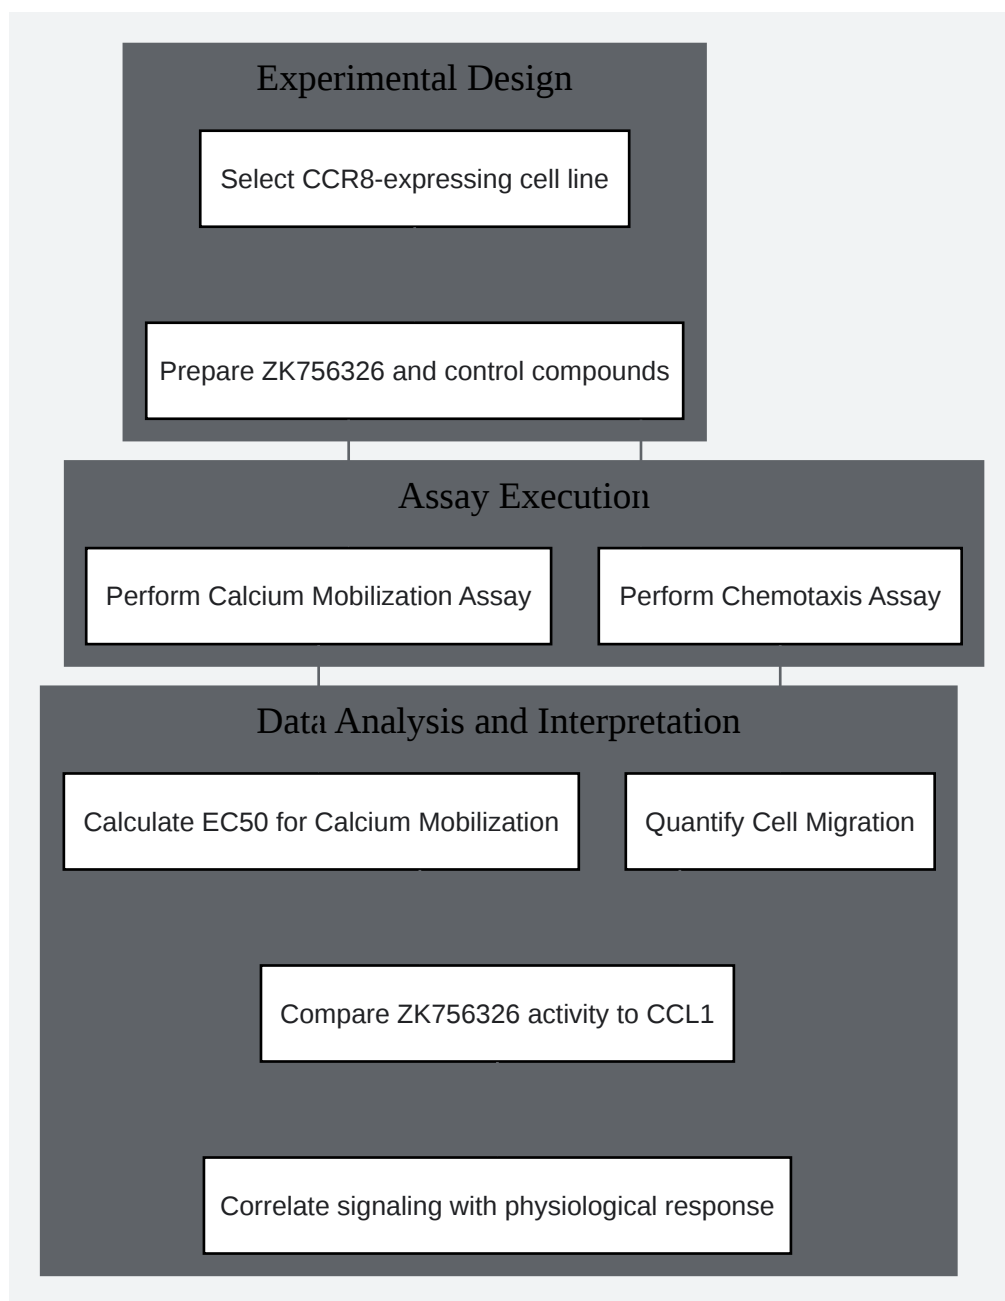 Experimental Design
Select CCR8-expressing cell line
Prepare ZK756326 and control compounds
Assay Execution
Perform Calcium Mobilization Assay
Perform Chemotaxis Assay
Data Analysis and Interpretation
Calculate EC50 for Calcium Mobilization
Quantify Cell Migration
Compare ZK756326 activity to CCL1
Correlate signaling with physiological response